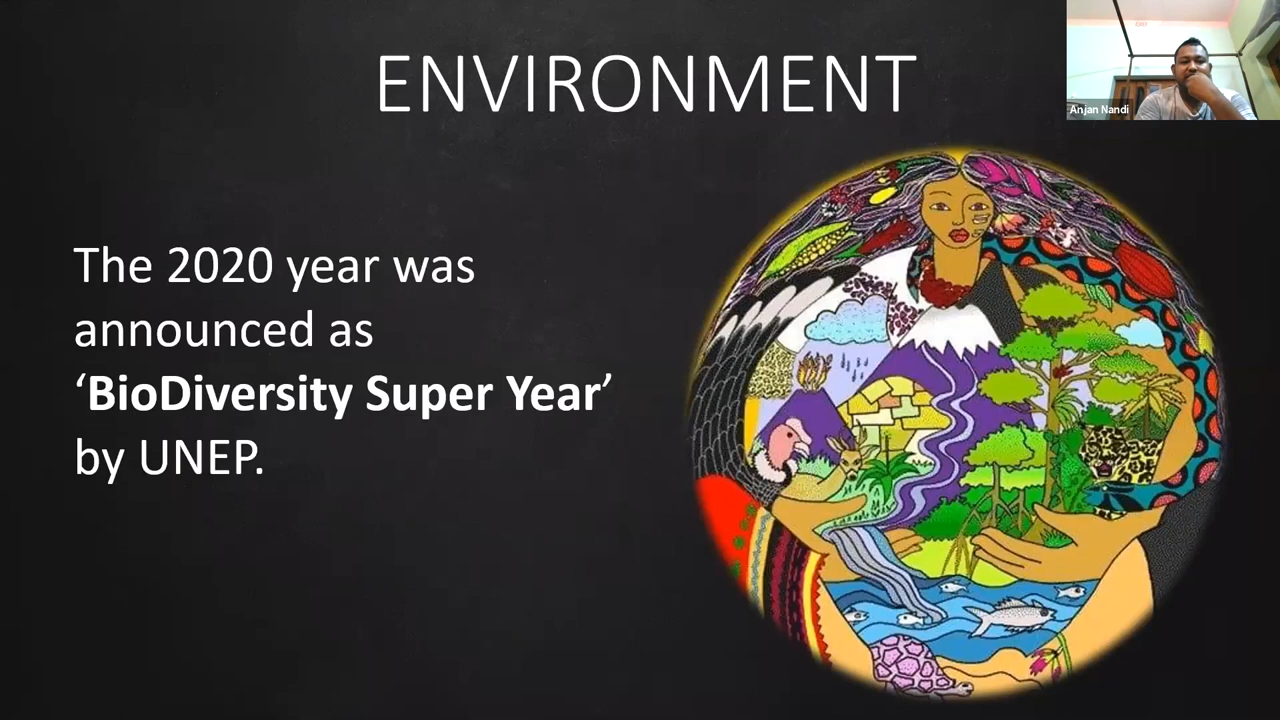 ENVIRONMENT
Anjan Nandi
The 2020 year was
announced as
‘BioDiversity Super Year’
by UNEP.